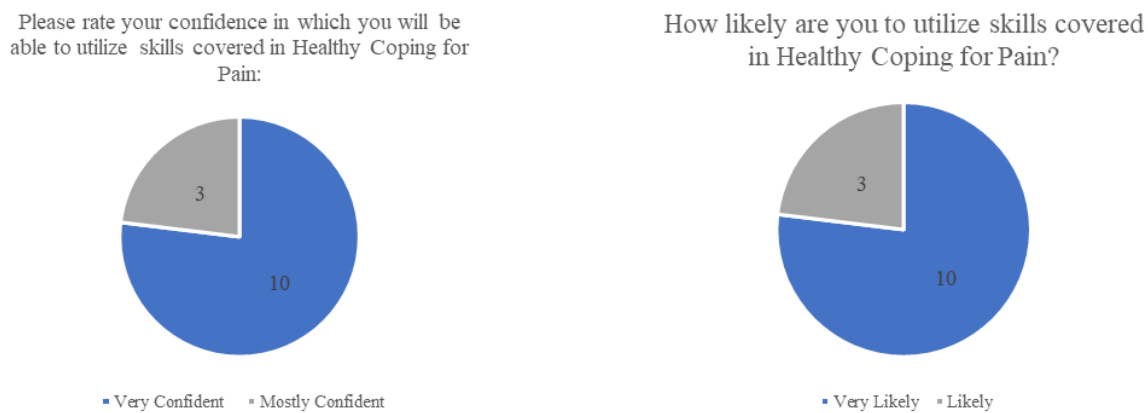 Please rate your confidence in which you will be
able to utilize skills covered in Healthy Coping for
Pain:
3
10
Very Confident
Mostly Confident
How likely are you to utilize skills covered
in Healthy Coping for Pain?
3
10
Very Likely
Likely